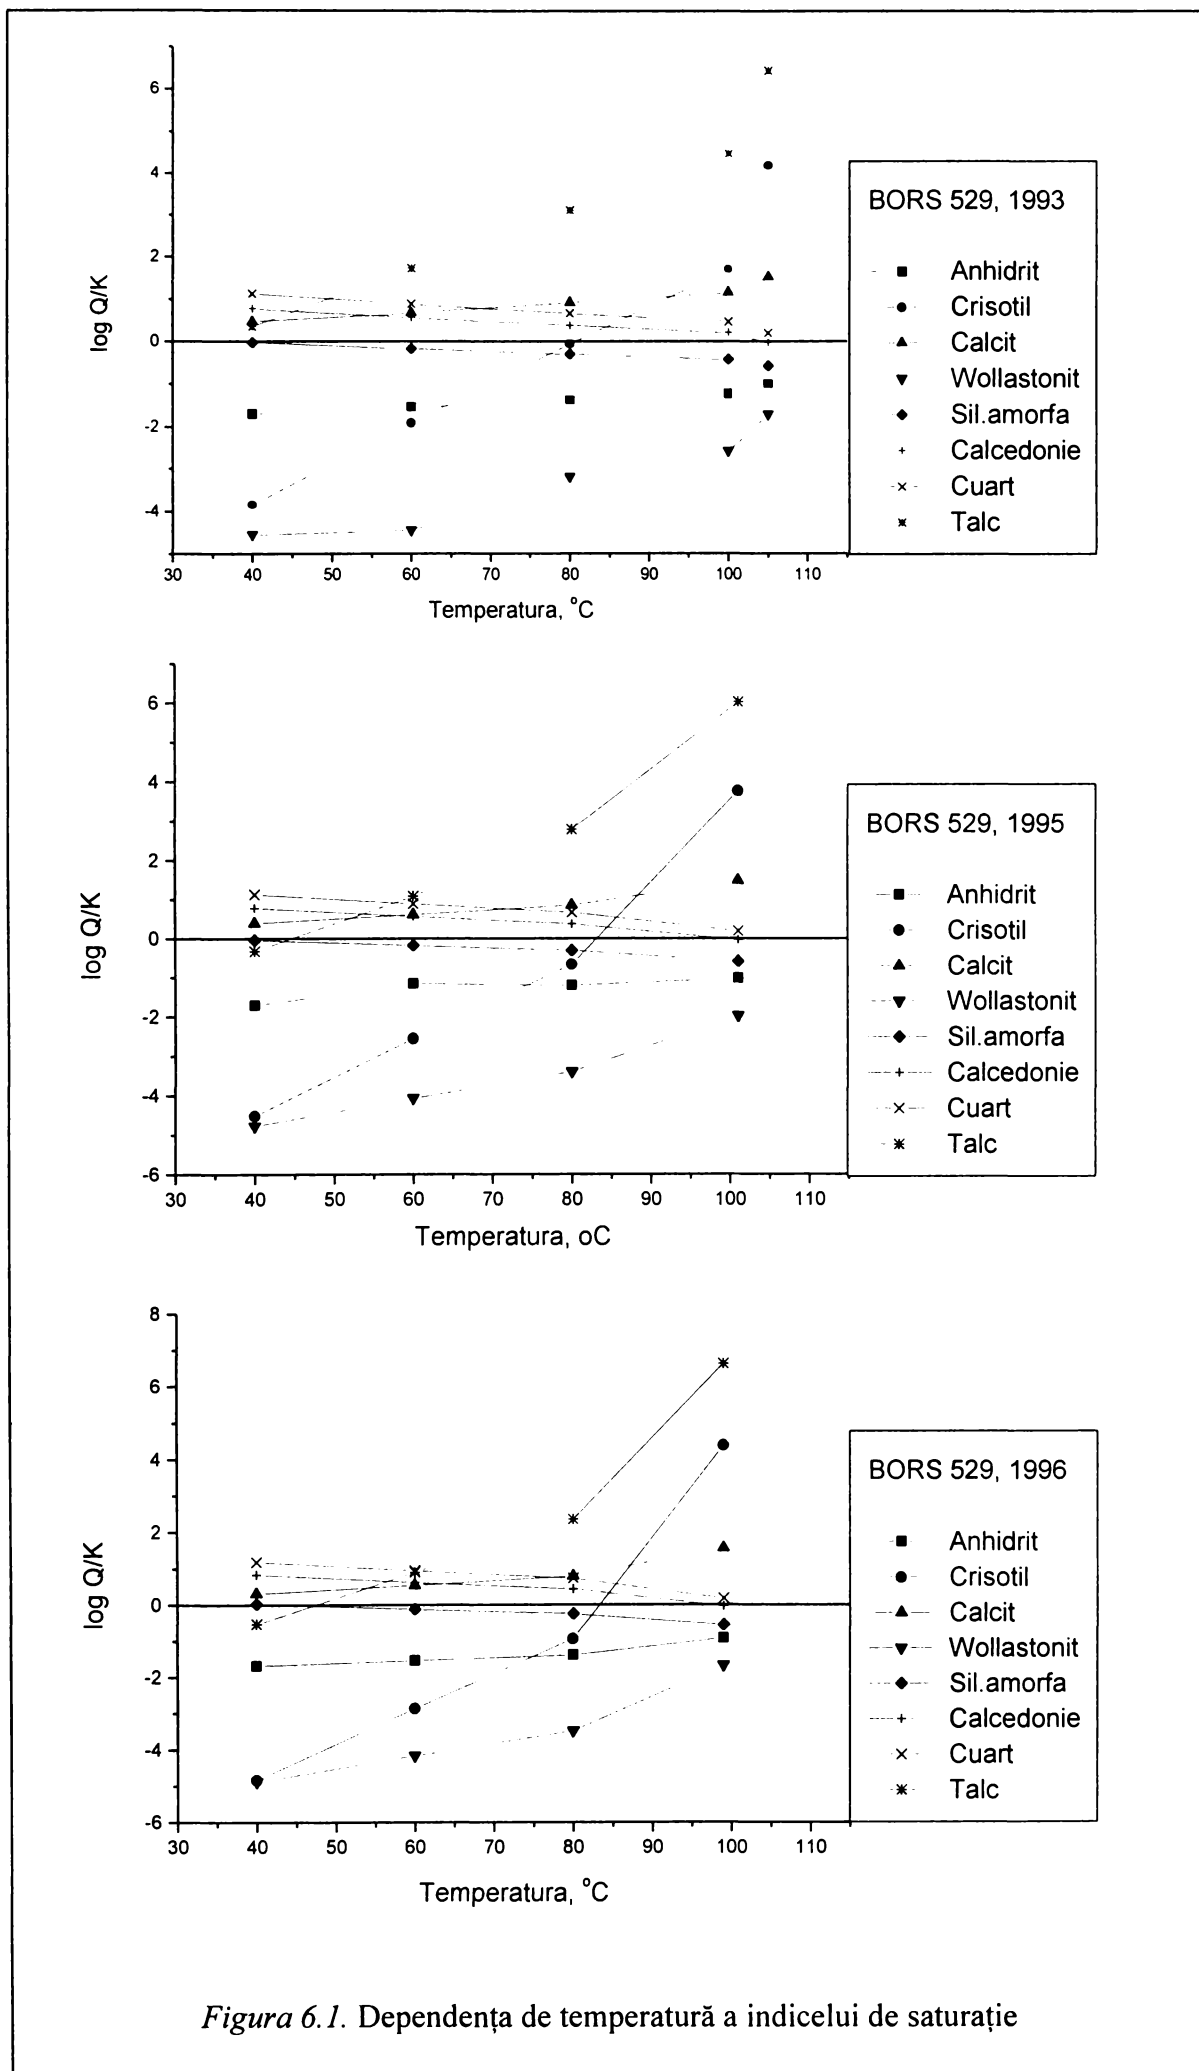 6
4
2
0
-2
-4
log Q/K
30 40 50 60 70 80 90 100 110
Temperatura, °C
BORS 529, 1993
Anhidrit
Crisotil
Calcit
Wollastonit
Sil.amorfa
Calcedonie
Cuart
Talc
6
4
2
0
-2
-4
-6
log Q/K
30 40 50 60 70 80 90 100 110
Temperatura, oC
BORS 529, 1995
Anhidrit
Crisotil
Calcit
Wollastonit
Sil.amorfa
Calcedonie
Cuart
Talc
8
6
4
2
0
-2
-4
-6
log Q/K
30 40 50 60 70 80 90 100 110
Temperatura, °C
BORS 529, 1996
Anhidrit
Crisotil
Calcit
Wollastonit
Sil.amorfa
Calcedonie
Cuart
Talc
Figura 6.1. Dependența de temperatură a indicelui de saturație